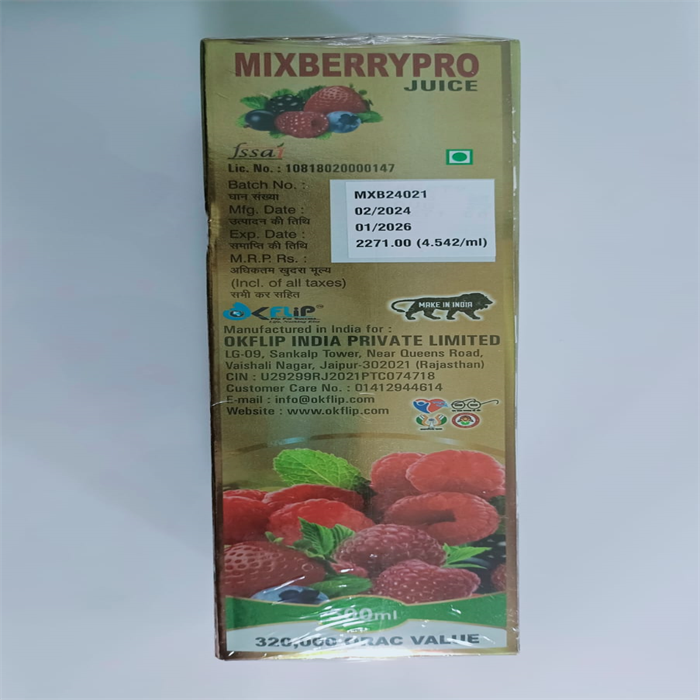 MIXBERRYPRO
JUICE
fssai
Lic. No. : 10818020000147
Batch No. : MXB24021
घान संख्या
Mfg. Date : 02/2024
उत्पादन की तिथि
Exp. Date : 01/2026
समाप्ति की तिथि
M.R.P. Rs. : 2271.00 (4.542/ml)
अधिकतम खुदरा मूल्य
(Incl. of all taxes)
सभी कर सहित
OKFLiP
MAKE IN INDIA
Manufactured in India for :
OKFLIP INDIA PRIVATE LIMITED
LG-09, Sankalp Tower, Near Queens Road,
Vaishali Nagar, Jaipur-302021 (Rajasthan)
CIN : U29299RJ2021PTC074718
Customer Care No. : 01412944614
E-mail : info@okflip.com
Website : www.okflip.com
500ml
320,000 ORAC VALUE